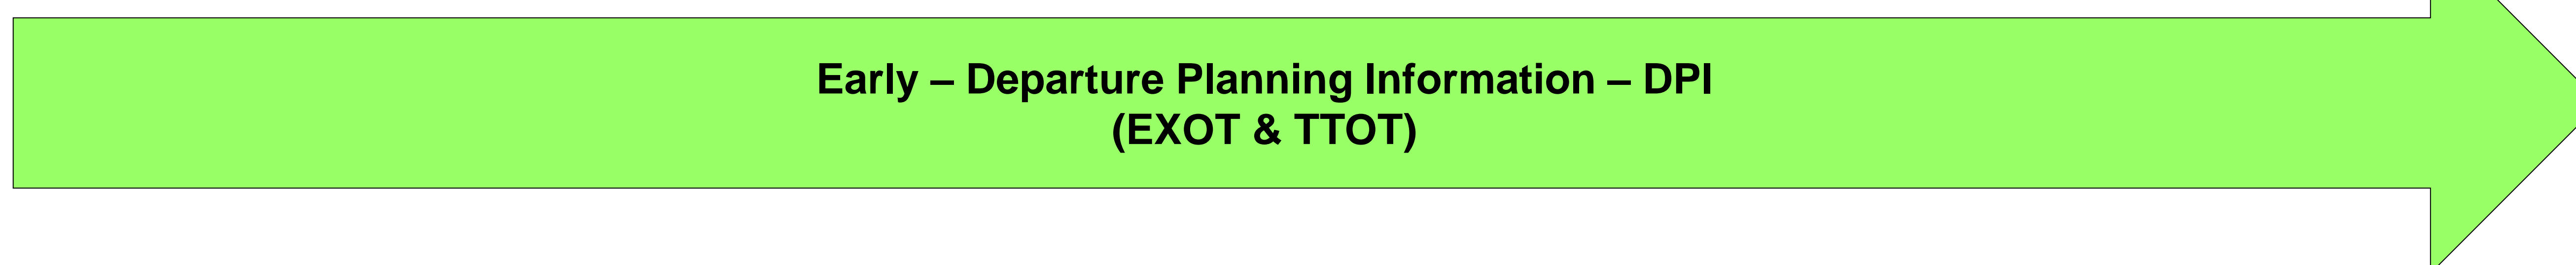 Early – Departure Planning Information – DPI
(EXOT & TTOT)